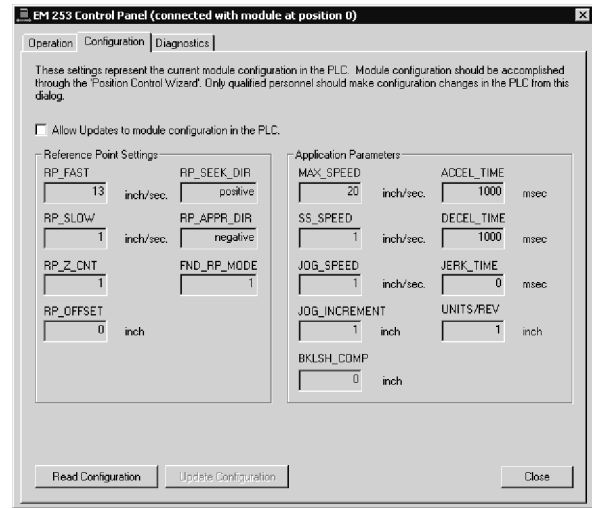 EM 253 Control Panel (connected with module at position 0)
Operation Configuration Diagnostics
These settings represent the current module configuration in the PLC. Module configuration should be accomplished
through the 'Position Control Wizard'. Only qualified personnel should make configuration changes in the PLC from this
dialog.
Allow Updates to module configuration in the PLC.
Reference Point Settings
RP_FAST RP_SEEK_DIR
13 inch/sec. positive
RP_SLOW RP_APPR_DIR
1 inch/sec. negative
RP_Z_CNT FND_RP_MODE
1 1
RP_OFFSET
0 inch
Application Parameters
MAX_SPEED ACCEL_TIME
20 inch/sec. 1000 msec
SS_SPEED DECEL_TIME
1 inch/sec. 1000 msec
JOG_SPEED JERK_TIME
1 inch/sec. 0 msec
JOG_INCREMENT UNITS/REV
1 inch 1 inch
BKLSH_COMP
0 inch
Read Configuration Update Configuration Close